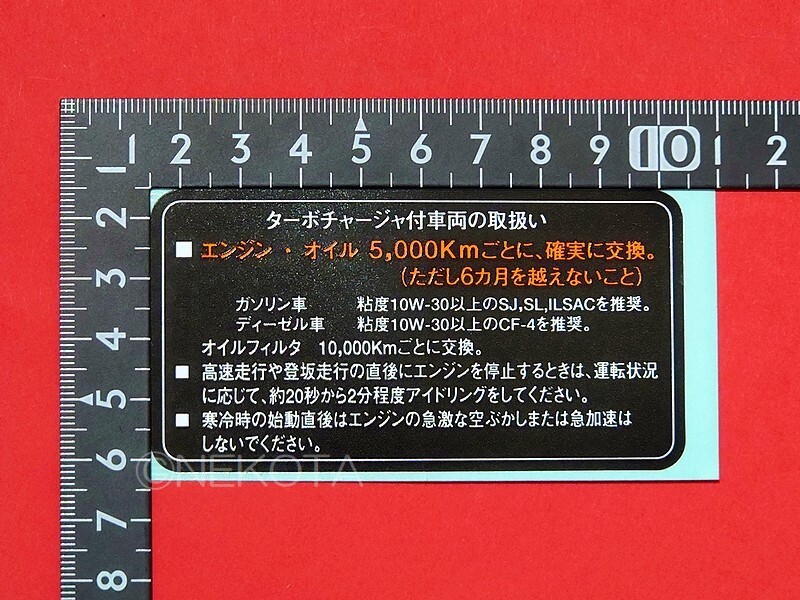 1 2 3 4 5 6 7 8 9 10 1 2
1
2
3
4
5
6
7
8
ターボチャージャ付車両の取扱い
■ エンジン・オイル 5,000Kmごとに、確実に交換。
(ただし6カ月を越えないこと)
ガソリン車 粘度10W-30以上のSJ,SL,ILSACを推奨。
ディーゼル車 粘度10W-30以上のCF-4を推奨。
オイルフィルタ 10,000Kmごとに交換。
■ 高速走行や登坂走行の直後にエンジンを停止するときは、運転状況
に応じて、約20秒から2分程度アイドリングをしてください。
■ 寒冷時の始動直後はエンジンの急激な空ぶかしまたは急加速は
しないでください。
©NEKOTA